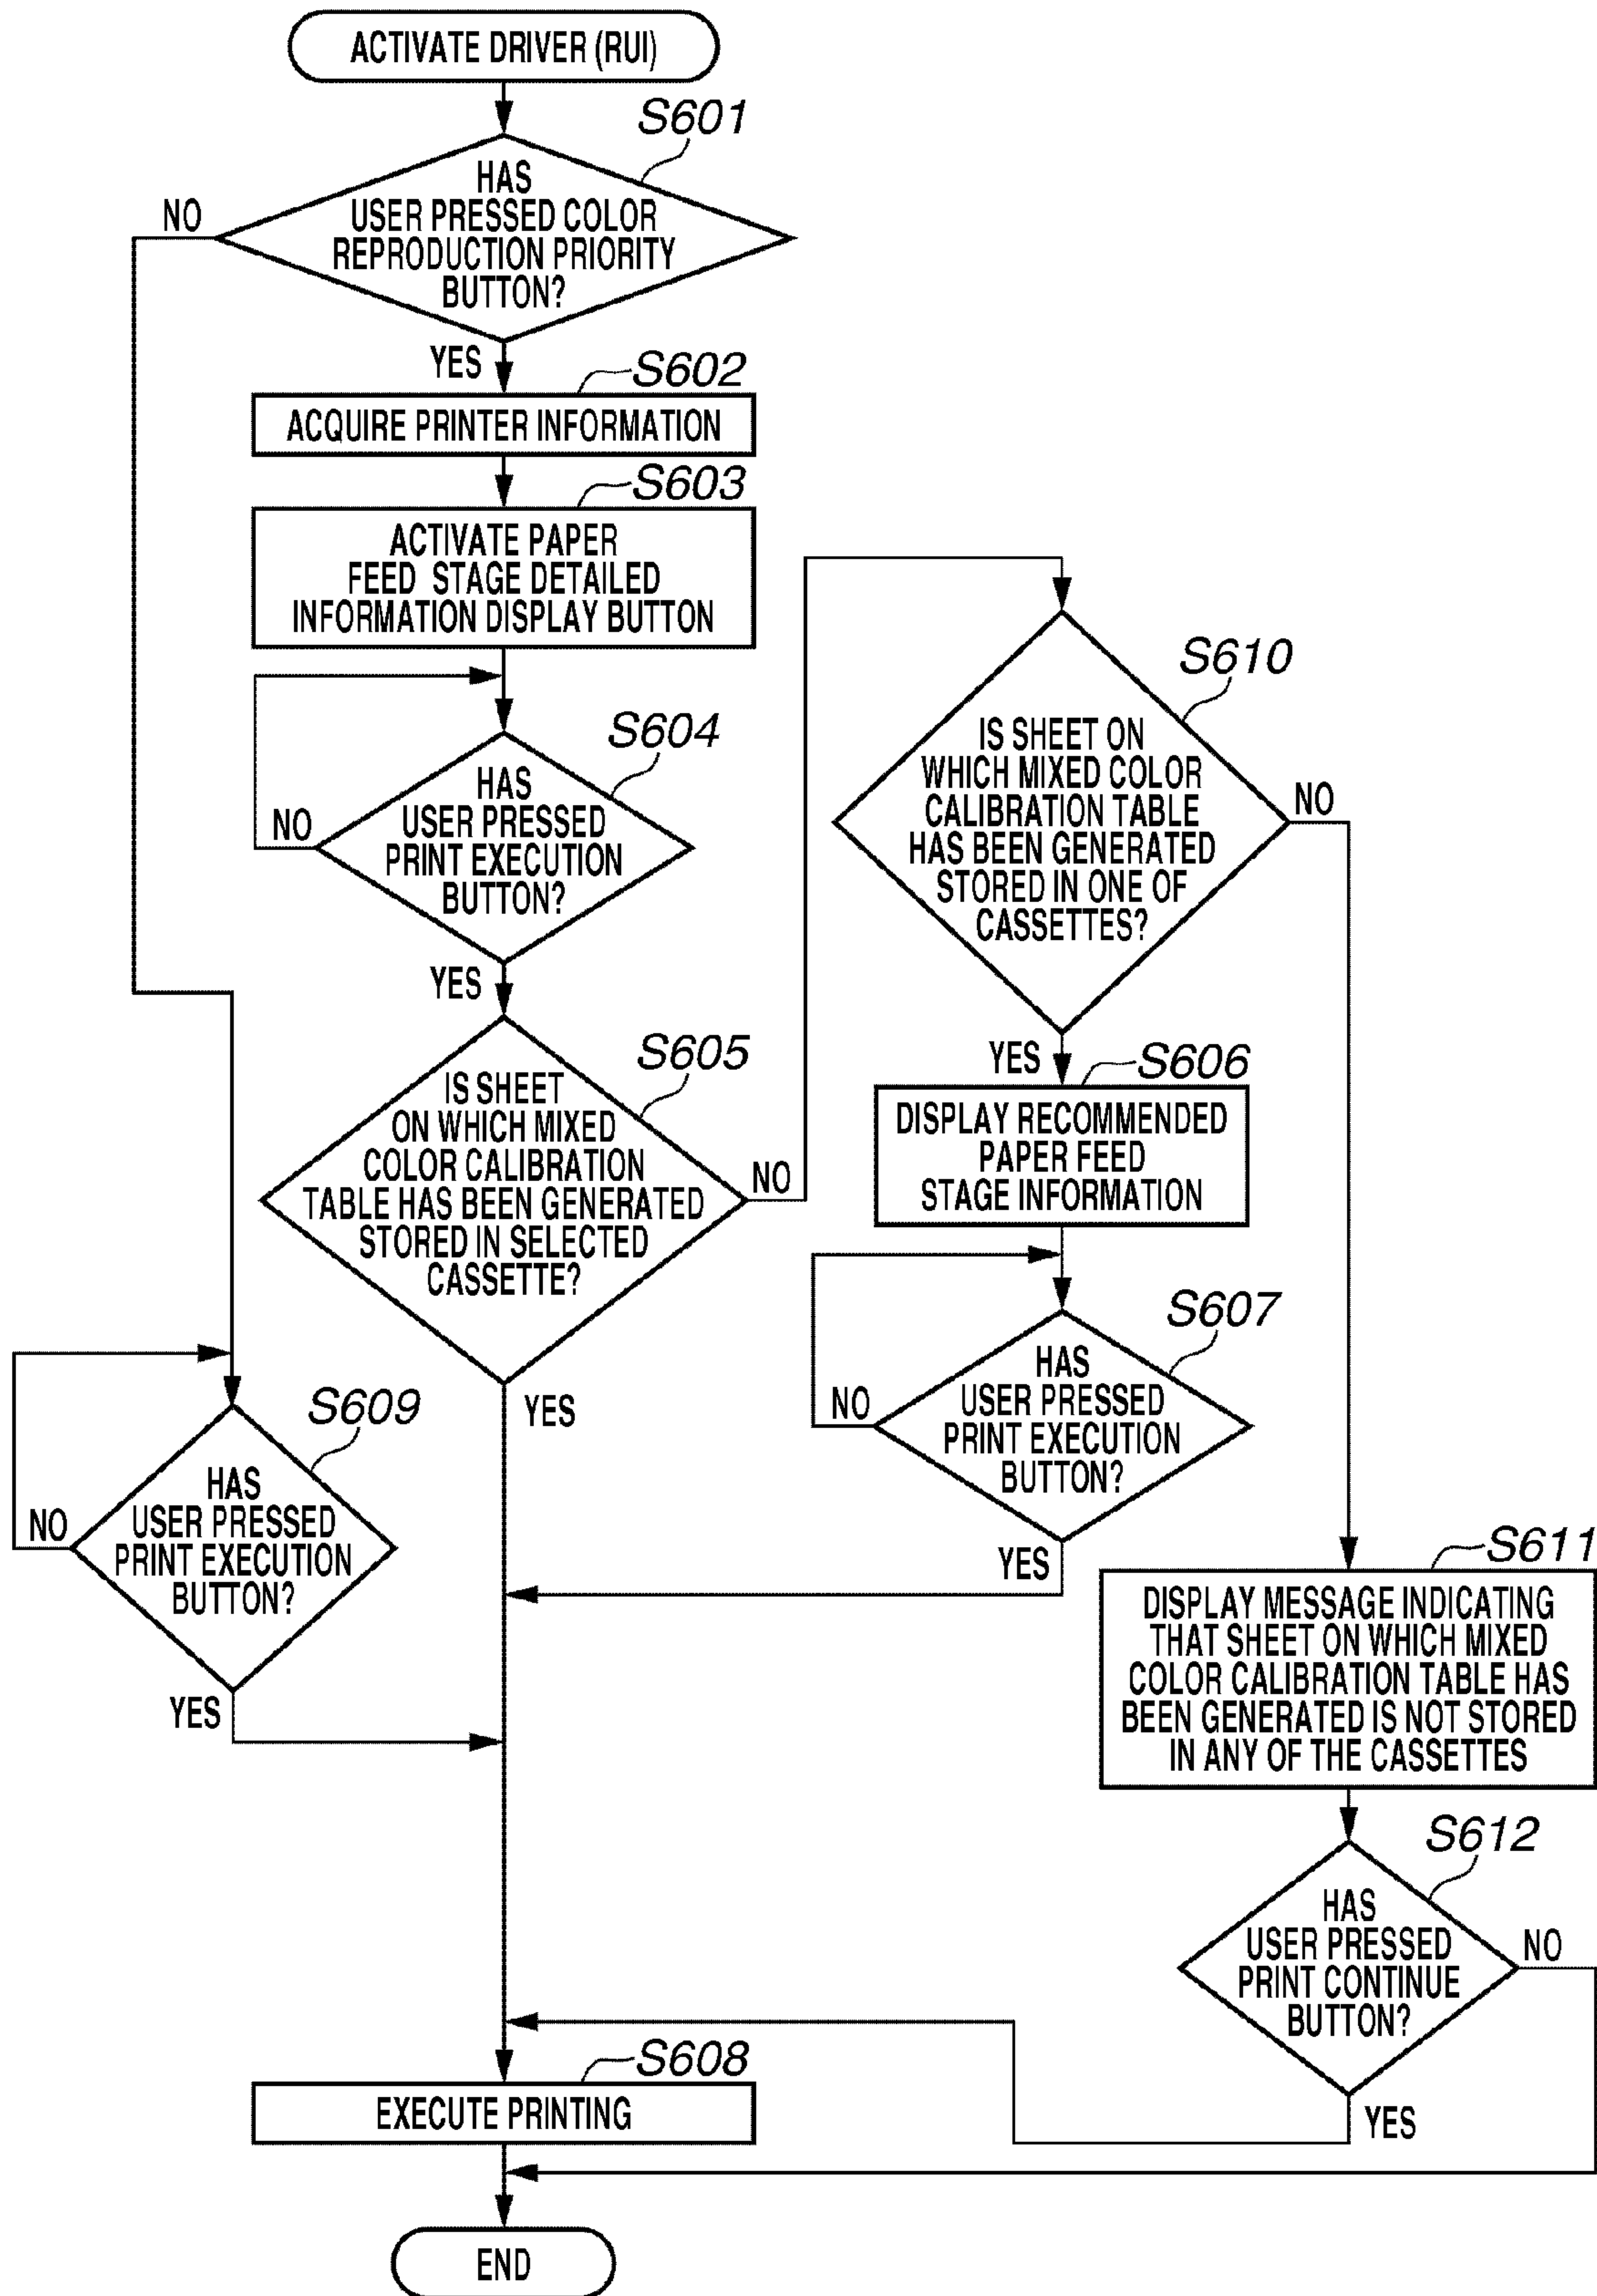 ACTIVATE DRIVER (RUI)
S601
HAS
USER PRESSED COLOR
REPRODUCTION PRIORITY
BUTTON?
NO
YES
S602
ACQUIRE PRINTER INFORMATION
S603
ACTIVATE PAPER
FEED STAGE DETAILED
INFORMATION DISPLAY BUTTON
S604
HAS
USER PRESSED
PRINT EXECUTION
BUTTON?
NO
YES
S605
IS SHEET
ON WHICH MIXED
COLOR CALIBRATION
TABLE HAS BEEN GENERATED
STORED IN SELECTED
CASSETTE?
NO
YES
S610
IS SHEET ON
WHICH MIXED COLOR
CALIBRATION TABLE
HAS BEEN GENERATED
STORED IN ONE OF
CASSETTES?
NO
YES
S606
DISPLAY RECOMMENDED
PAPER FEED
STAGE INFORMATION
S607
HAS
USER PRESSED
PRINT EXECUTION
BUTTON?
NO
YES
S609
HAS
USER PRESSED
PRINT EXECUTION
BUTTON?
NO
YES
S611
DISPLAY MESSAGE INDICATING
THAT SHEET ON WHICH MIXED
COLOR CALIBRATION TABLE HAS
BEEN GENERATED IS NOT STORED
IN ANY OF THE CASSETTES
S612
HAS
USER PRESSED
PRINT CONTINUE
BUTTON?
NO
YES
S608
EXECUTE PRINTING
END